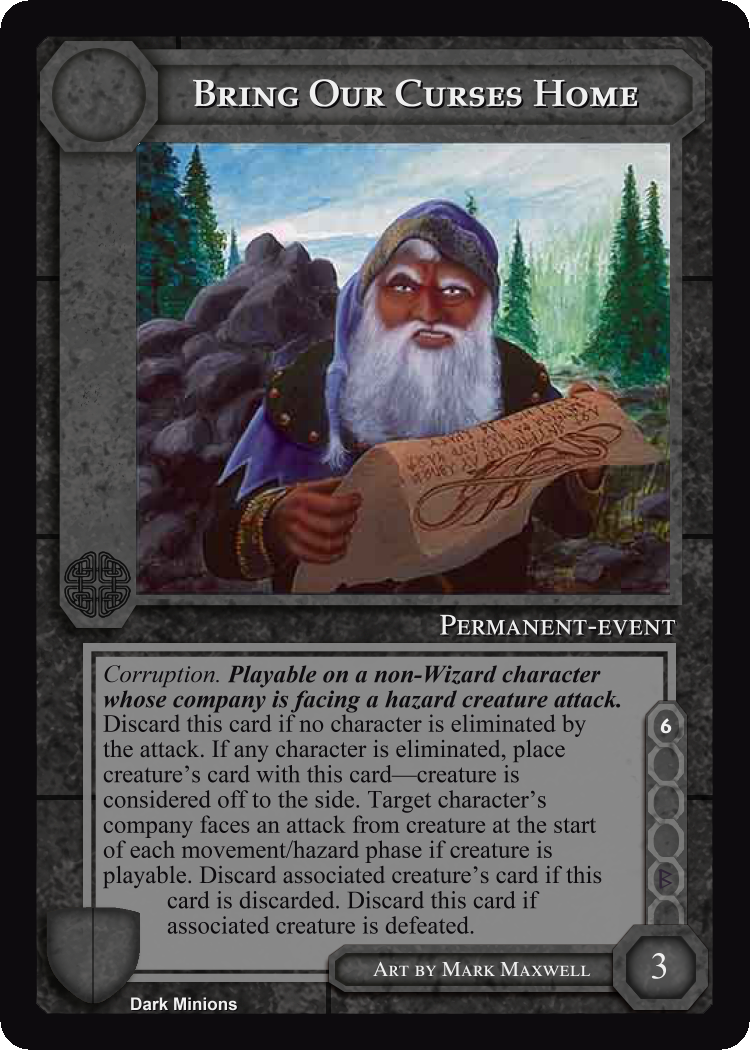 Bring Our Curses Home
Permanent-event
Corruption. Playable on a non-Wizard character
whose company is facing a hazard creature attack.
Discard this card if no character is eliminated by
the attack. If any character is eliminated, place
creature's card with this card—creature is
considered off to the side. Target character's
company faces an attack from creature at the start
of each movement/hazard phase if creature is
playable. Discard associated creature's card if this
card is discarded. Discard this card if
associated creature is defeated.
6
Art by Mark Maxwell
3
Dark Minions